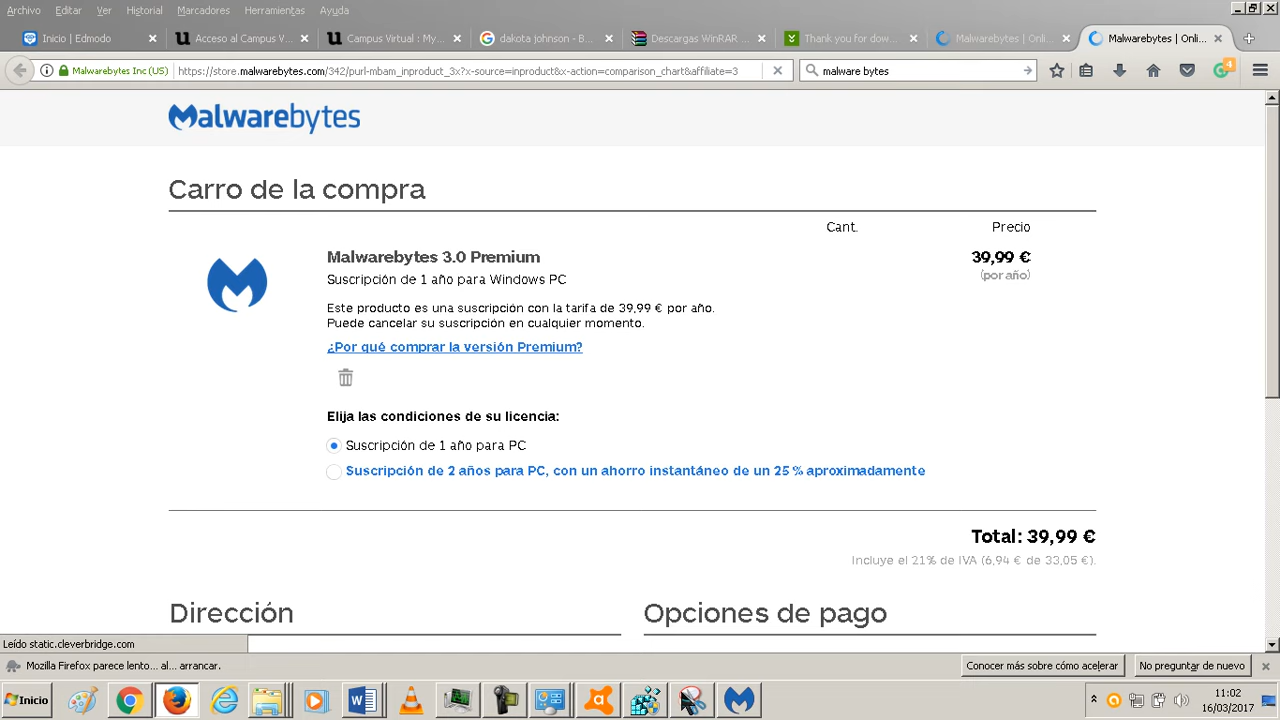 Archivo Editar Ver Historial Marcadores Herramientas Ayuda
Inicio | Edmodo
Acceso al Campus V...
Campus Virtual : My...
dakota johnson - B...
Descargas WinRAR ...
Thank you for dow...
Malwarebytes | Onli...
Malwarebytes | Onli...
Malwarebytes Inc (US) https://store.malwarebytes.com/342/purl-mbam_inproduct_3x?x-source=inproduct&x-action=comparison_chart&affiliate=3 malware bytes 4
Malwarebytes
Carro de la compra
Cant. Precio
Malwarebytes 3.0 Premium 39,99 €
Suscripción de 1 año para Windows PC (por año)
Este producto es una suscripción con la tarifa de 39,99 € por año.
Puede cancelar su suscripción en cualquier momento.
¿Por qué comprar la versión Premium?
Elija las condiciones de su licencia:
Suscripción de 1 año para PC
Suscripción de 2 años para PC, con un ahorro instantáneo de un 25 % aproximadamente
Total: 39,99 €
Incluye el 21% de IVA (6,94 € de 33,05 €).
Dirección Opciones de pago
Leído static.cleverbridge.com
Mozilla Firefox parece lento... al... arrancar. Conocer más sobre cómo acelerar No preguntar de nuevo
Inicio 11:02
16/03/2017